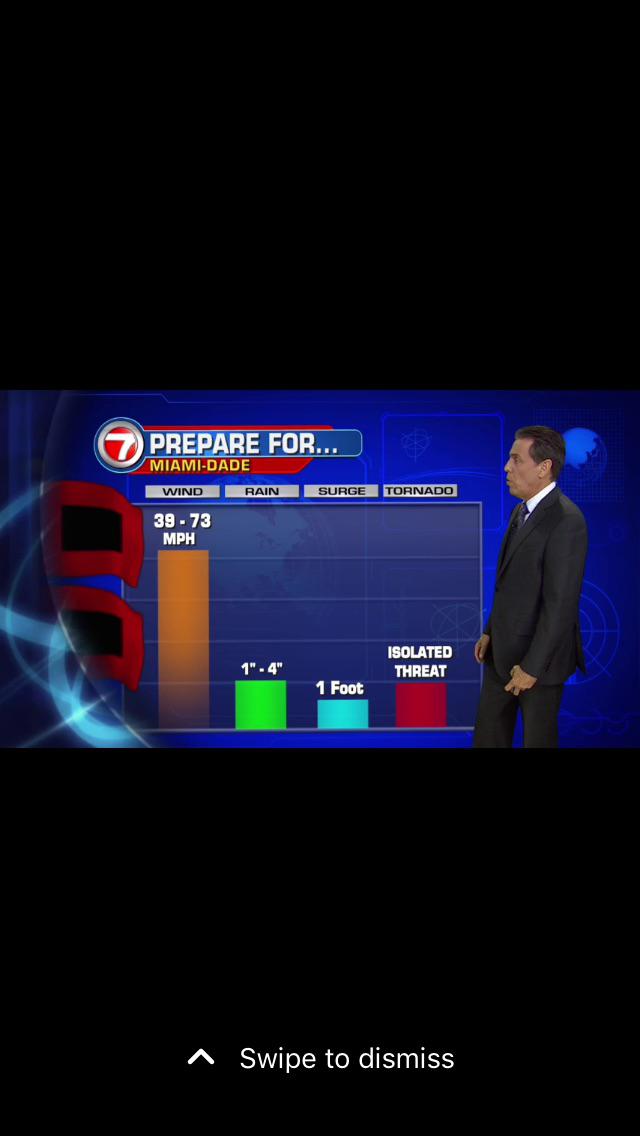 7
PREPARE FOR...
MIAMI-DADE
WIND RAIN SURGE TORNADO
39 - 73
MPH
1" - 4"
1 Foot
ISOLATED
THREAT
Swipe to dismiss